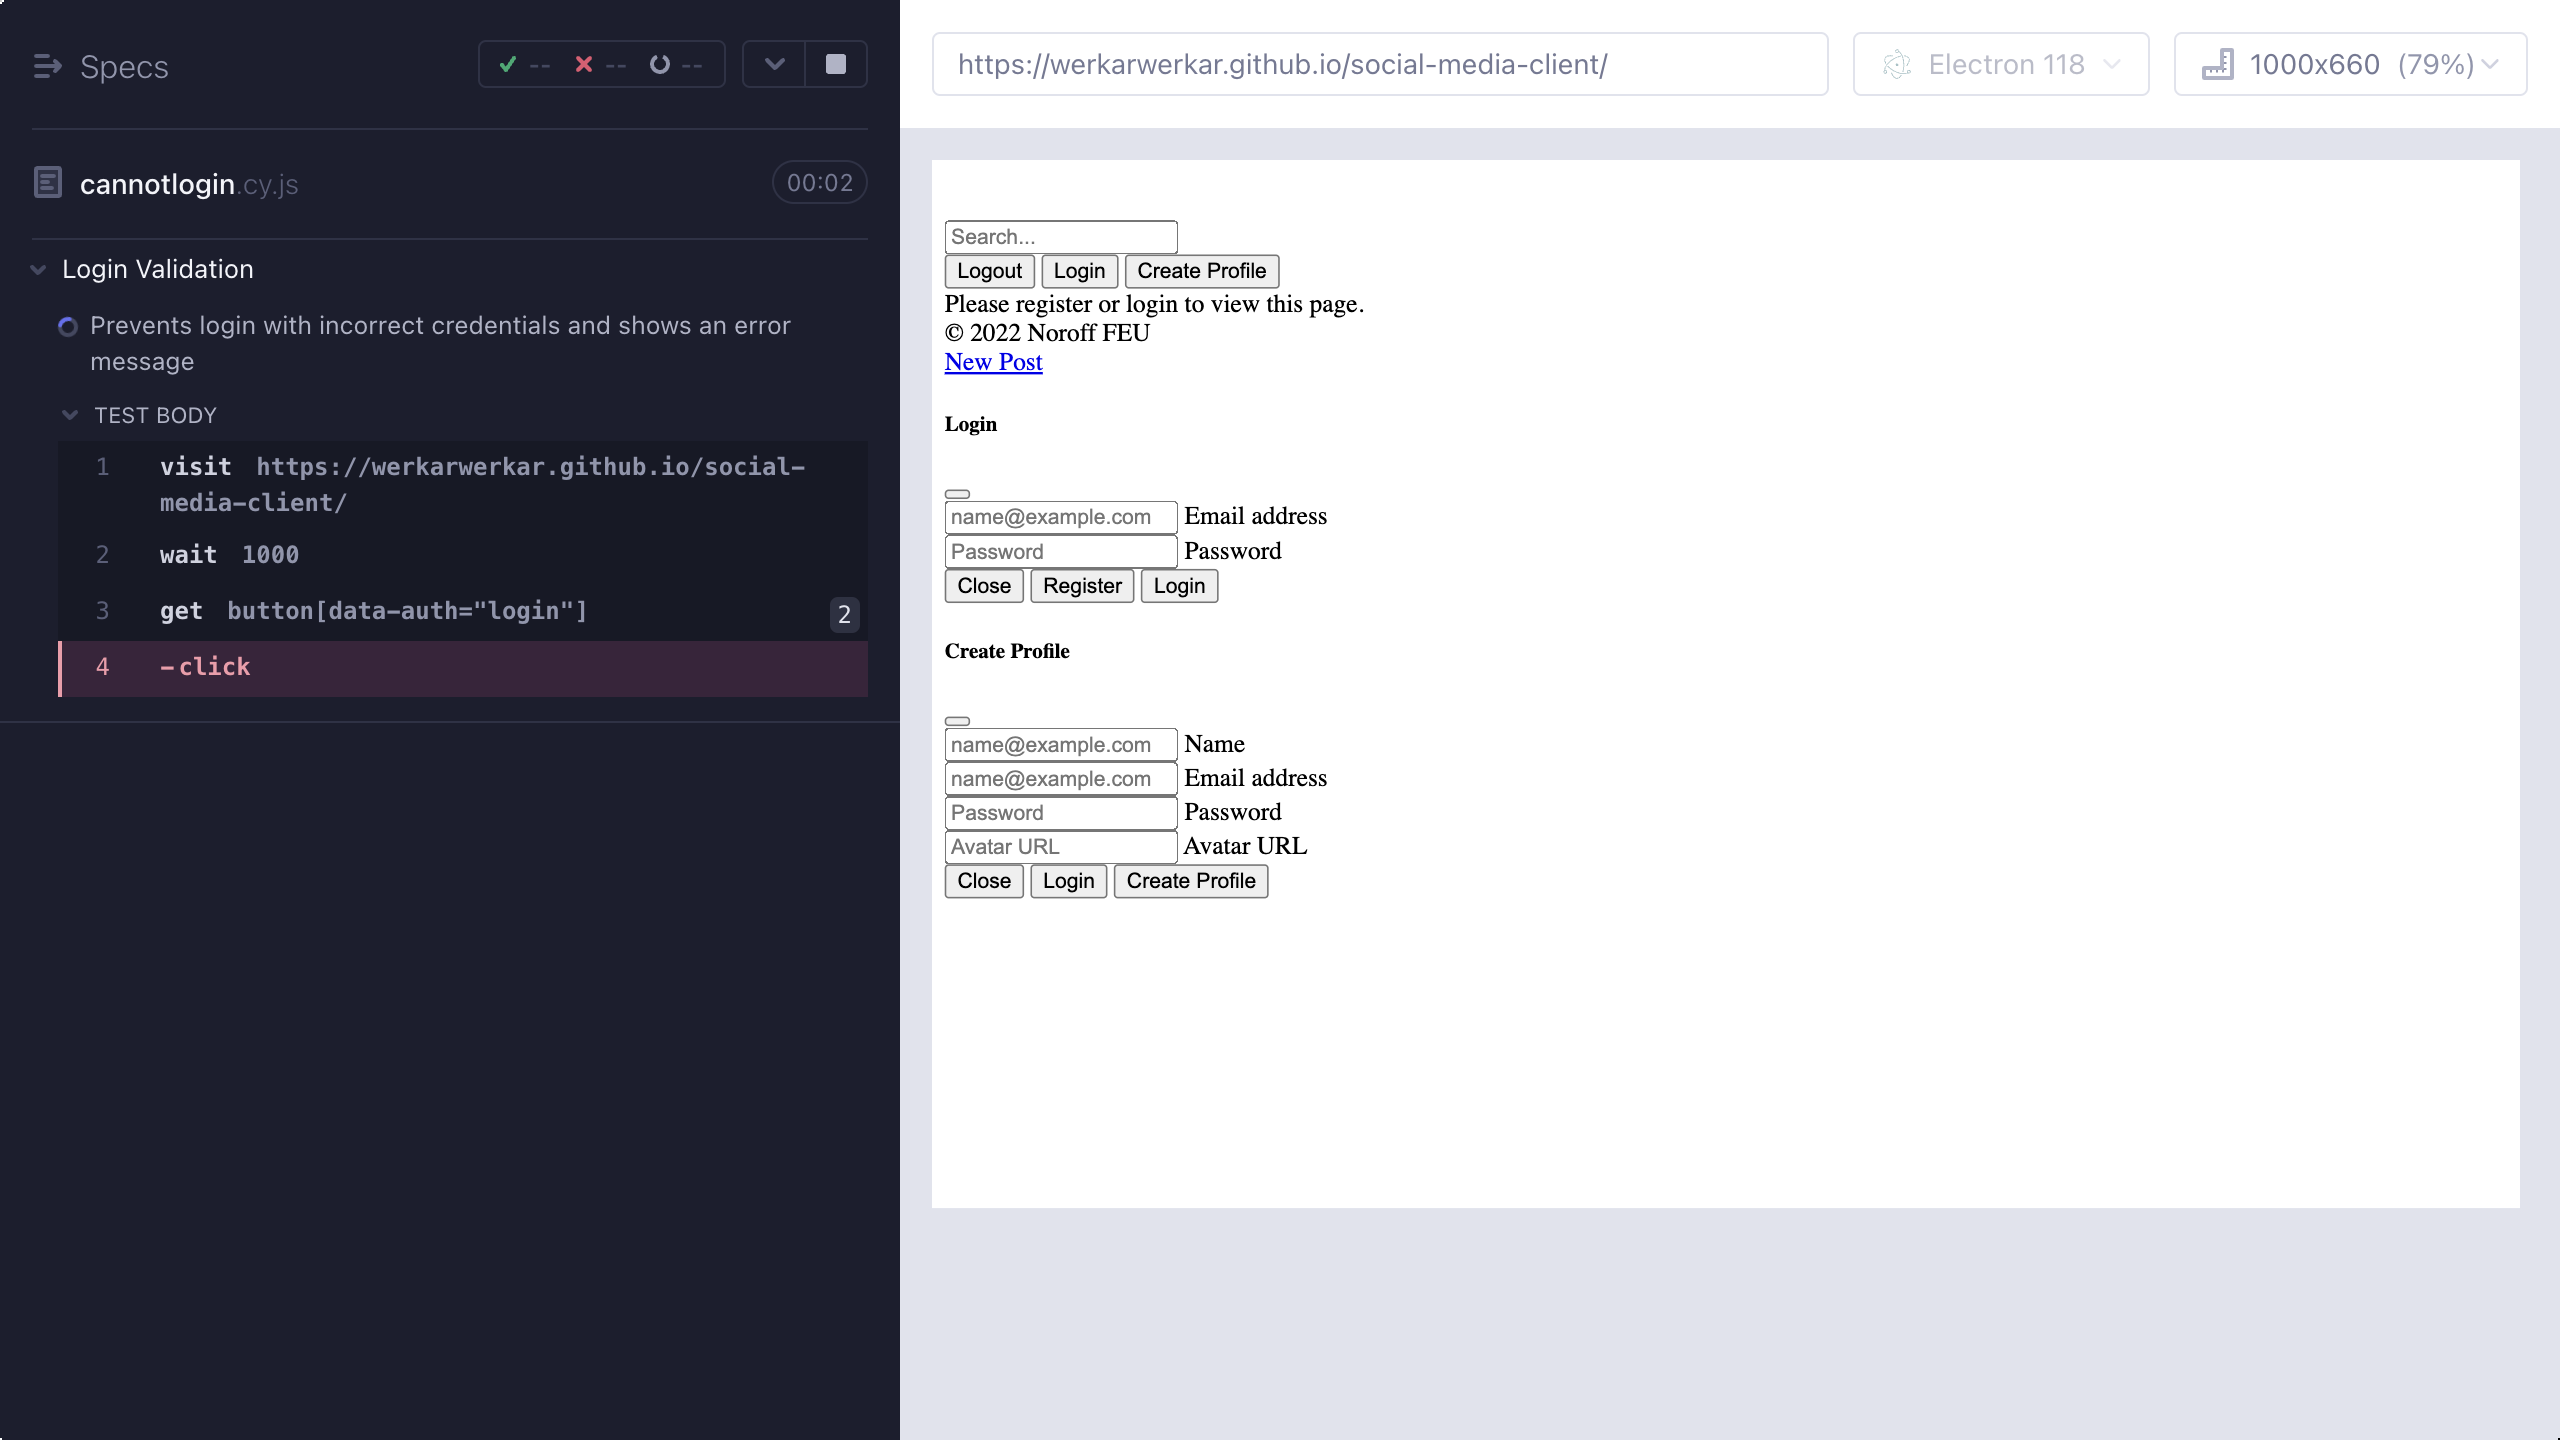 Specs
-- -- --
cannotlogin.cy.js 00:02
Login Validation
Prevents login with incorrect credentials and shows an error
message
TEST BODY
1 visit https://werkarwerkar.github.io/social-
media-client/
2 wait 1000
3 get button[data-auth="login"] 2
4 -click
https://werkarwerkar.github.io/social-media-client/ Electron 118 1000x660 (79%)
Search...
Logout Login Create Profile
Please register or login to view this page.
© 2022 Noroff FEU
New Post
Login
name@example.com Email address
Password Password
Close Register Login
Create Profile
name@example.com Name
name@example.com Email address
Password Password
Avatar URL Avatar URL
Close Login Create Profile